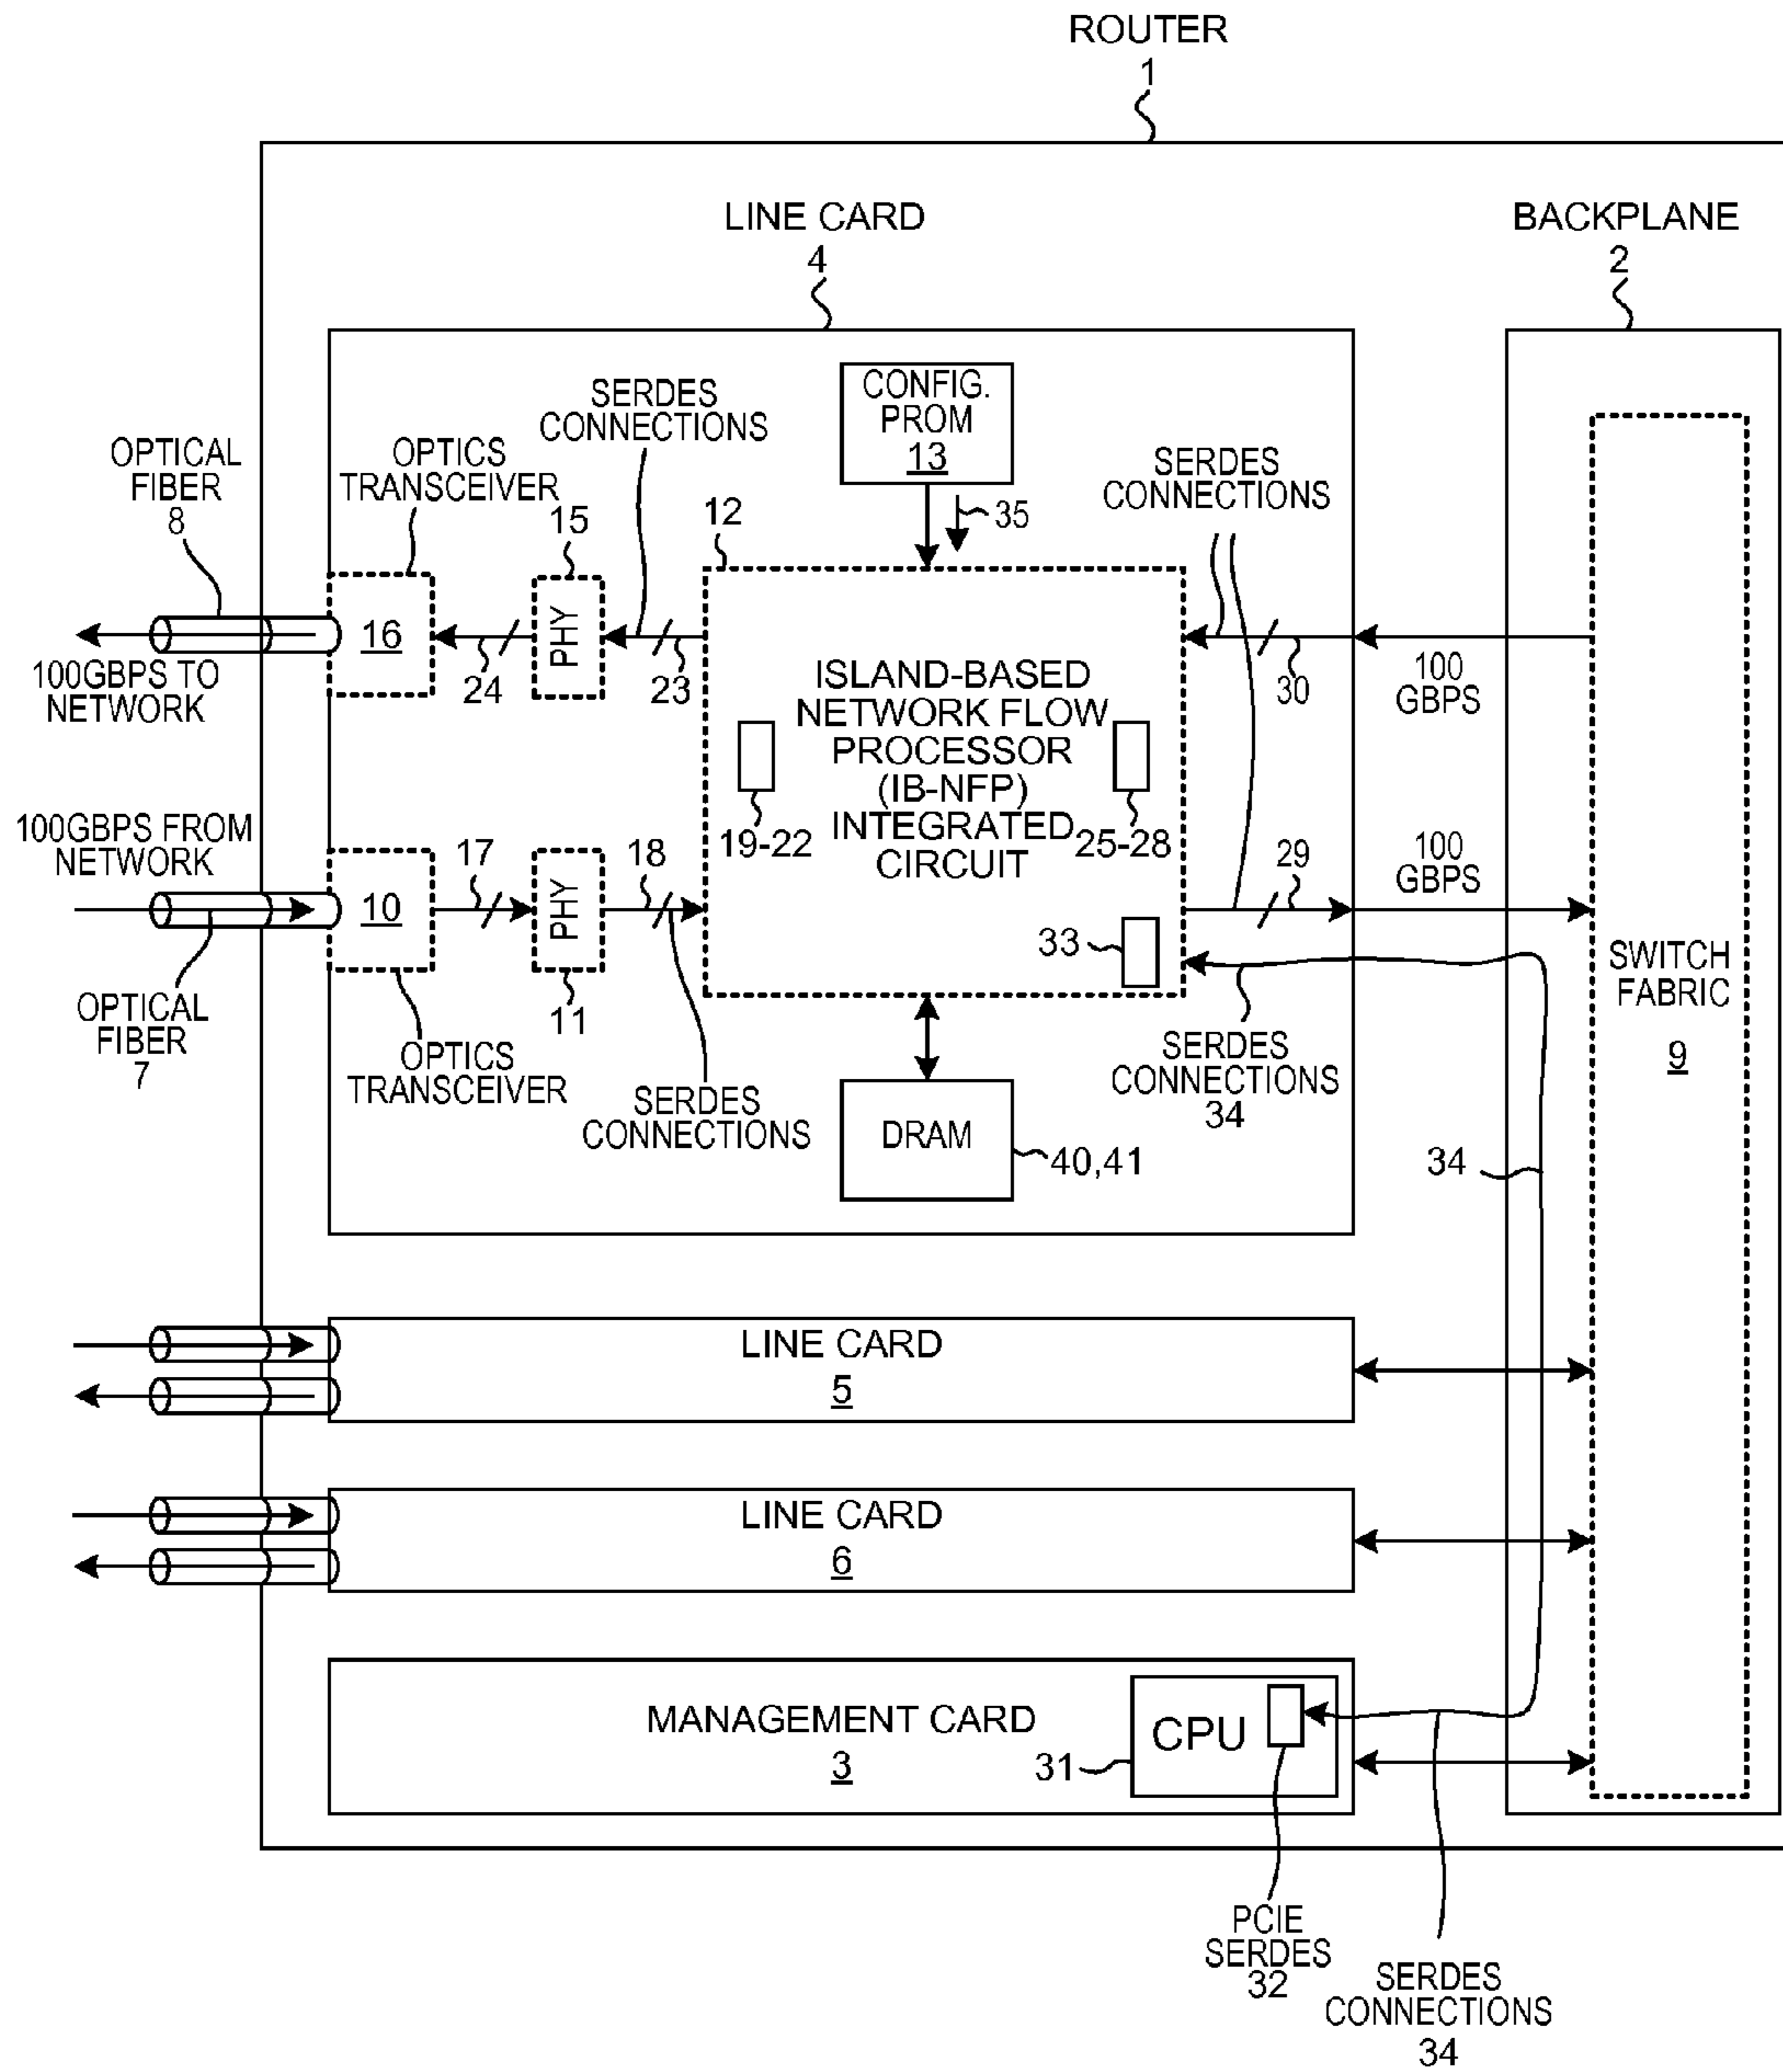 ROUTER
1
LINE CARD
4
BACKPLANE
2
OPTICAL
FIBER
8
OPTICS
TRANSCEIVER
SERDES
CONNECTIONS
CONFIG.
PROM
13
35
SERDES
CONNECTIONS
15
12
16
PHY
24
23
30
100
GBPS
100GBPS TO
NETWORK
ISLAND-BASED
NETWORK FLOW
PROCESSOR
(IB-NFP)
INTEGRATED
CIRCUIT
19-22
25-28
100GBPS FROM
NETWORK
10
17
PHY
18
29
100
GBPS
33
SWITCH
FABRIC
9
OPTICAL
FIBER
7
OPTICS
TRANSCEIVER
11
SERDES
CONNECTIONS
DRAM
40,41
SERDES
CONNECTIONS
34
34
LINE CARD
5
LINE CARD
6
MANAGEMENT CARD
3
31
CPU
PCIE
SERDES
32
SERDES
CONNECTIONS
34